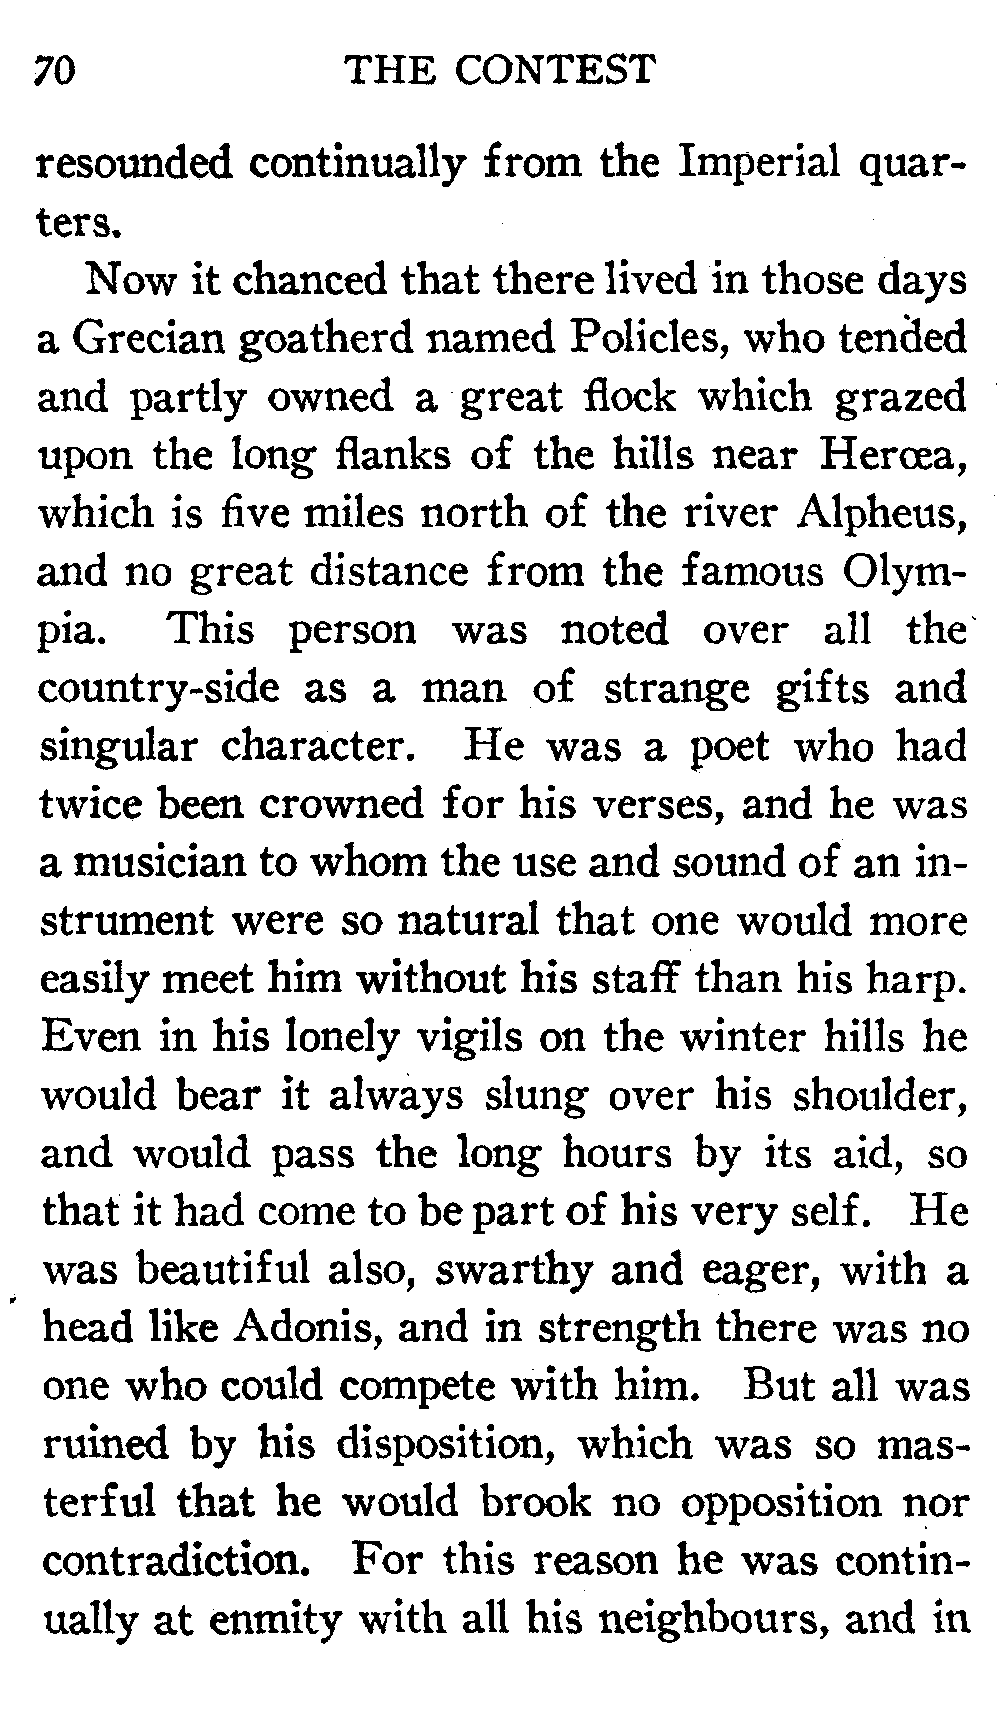 70 THE CONTEST
resounded continually from the Imperial quar-
ters.
Now it chanced that there lived in those days
a Grecian goatherd named Policles, who tended
and partly owned a great flock which grazed
upon the long flanks of the hills near Herœa,
which is five miles north of the river Alpheus,
and no great distance from the famous Olym-
pia. This person was noted over all the
country-side as a man of strange gifts and
singular character. He was a poet who had
twice been crowned for his verses, and he was
a musician to whom the use and sound of an in-
strument were so natural that one would more
easily meet him without his staff than his harp.
Even in his lonely vigils on the winter hills he
would bear it always slung over his shoulder,
and would pass the long hours by its aid, so
that it had come to be part of his very self. He
was beautiful also, swarthy and eager, with a
head like Adonis, and in strength there was no
one who could compete with him. But all was
ruined by his disposition, which was so mas-
terful that he would brook no opposition nor
contradiction. For this reason he was contin-
ually at enmity with all his neighbours, and in